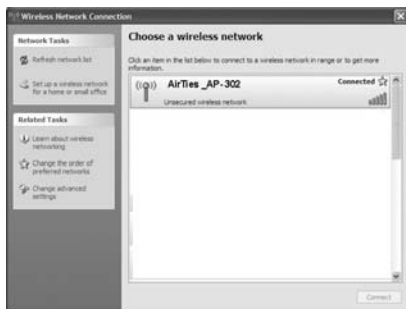 Wireless Network Connection
Network Tasks
Refresh network list
Set up a wireless network
for a home or small office
Related Tasks
Learn about wireless
networking
Change the order of
preferred networks
Change advanced
settings
Choose a wireless network
Click an item in the list below to connect to a wireless network in range or to get more
information.
AirTies _AP-302
Connected
Unsecured wireless network
Connect